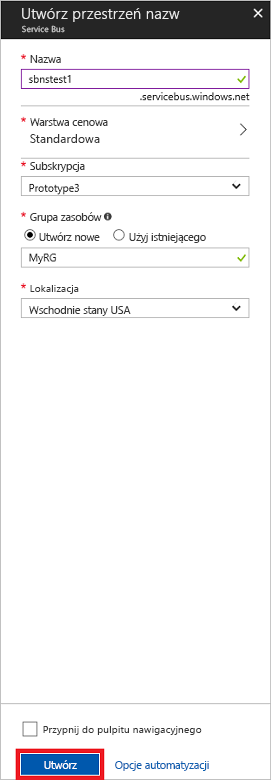 Utwórz przestrzeń nazw
Service Bus
* Nazwa
sbnstest1
.servicebus.windows.net
* Warstwa cenowa
Standardowa
* Subskrypcja
Prototype3
* Grupa zasobów
Utwórz nowe Użyj istniejącego
MyRG
* Lokalizacja
Wschodnie stany USA
Przypnij do pulpitu nawigacyjnego
Utwórz Opcje automatyzacji